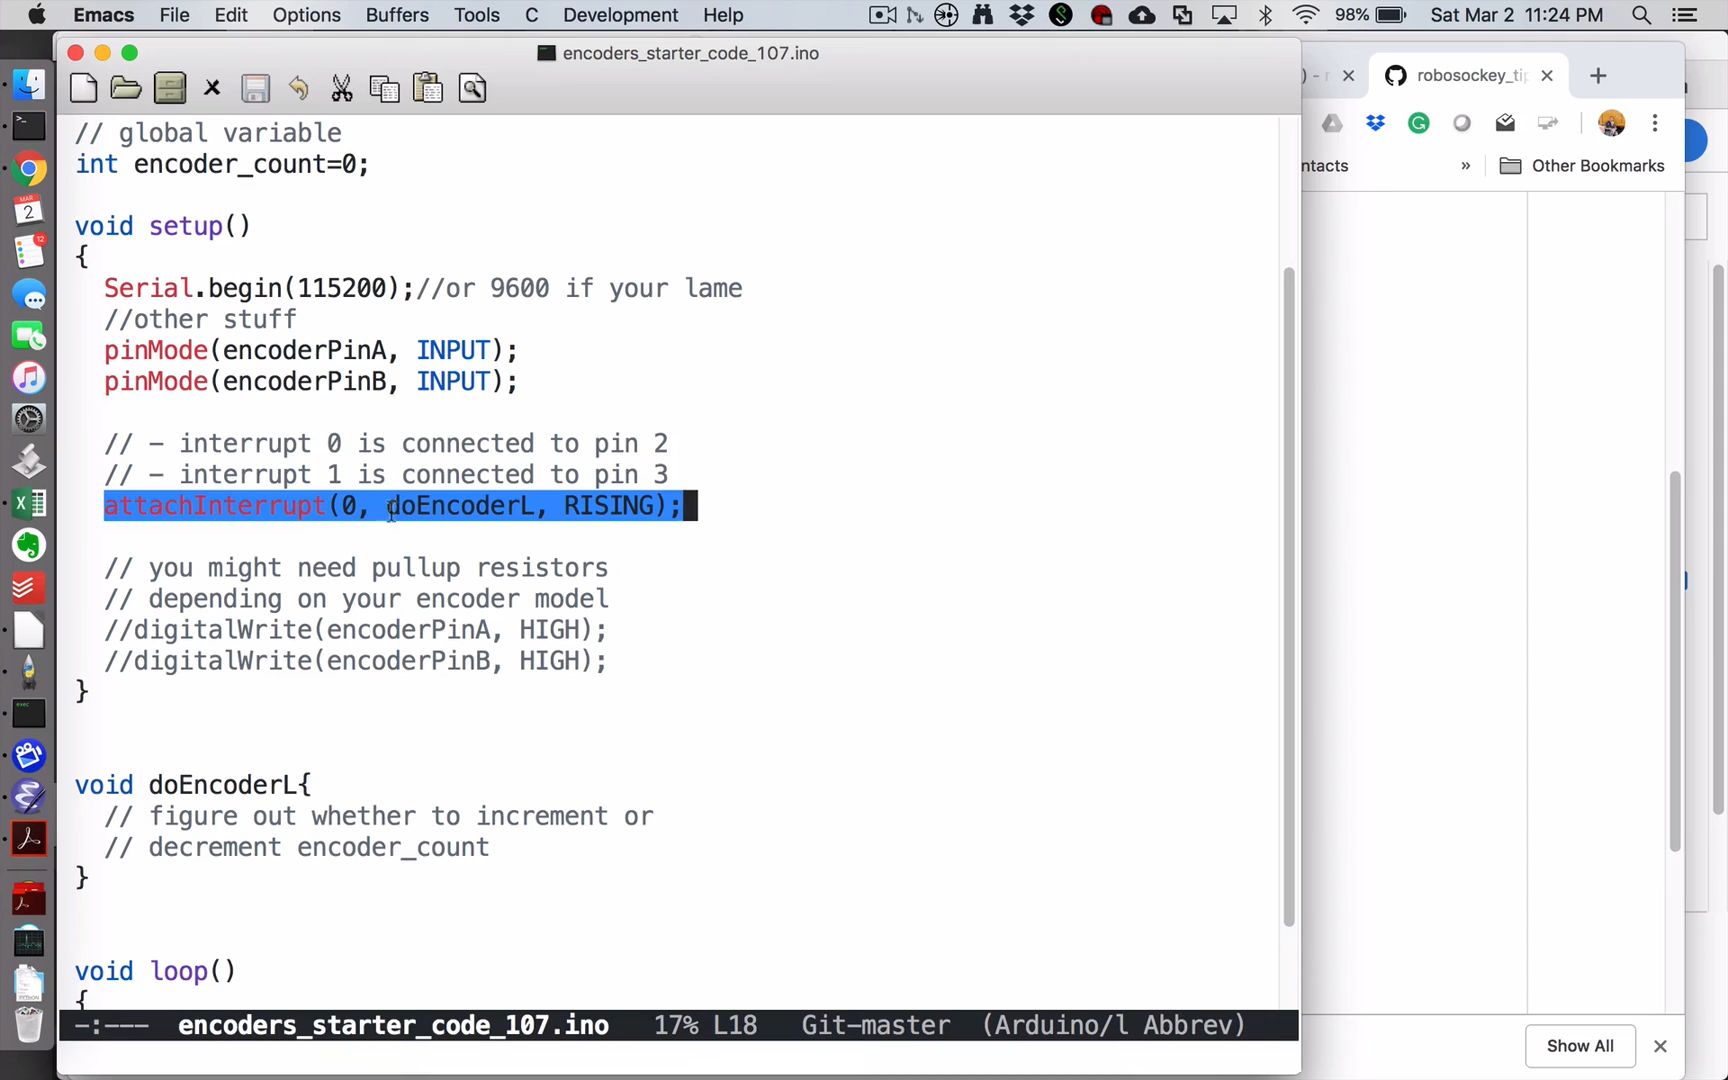 Emacs File Edit Options Buffers Tools C Development Help 98% Sat Mar 2 11:24 PM
encoders_starter_code_107.ino
robosockey_tip
// global variable
int encoder_count=0;
ntacts » Other Bookmarks
void setup()
{
Serial.begin(115200);//or 9600 if your lame
//other stuff
pinMode(encoderPinA, INPUT);
pinMode(encoderPinB, INPUT);
// – interrupt 0 is connected to pin 2
// – interrupt 1 is connected to pin 3
attachInterrupt(0, doEncoderL, RISING);
// you might need pullup resistors
// depending on your encoder model
//digitalWrite(encoderPinA, HIGH);
//digitalWrite(encoderPinB, HIGH);
}
void doEncoderL{
// figure out whether to increment or
// decrement encoder_count
}
void loop()
{
-:--- encoders_starter_code_107.ino 17% L18 Git-master (Arduino/l Abbrev)
Show All
MAR
2
12